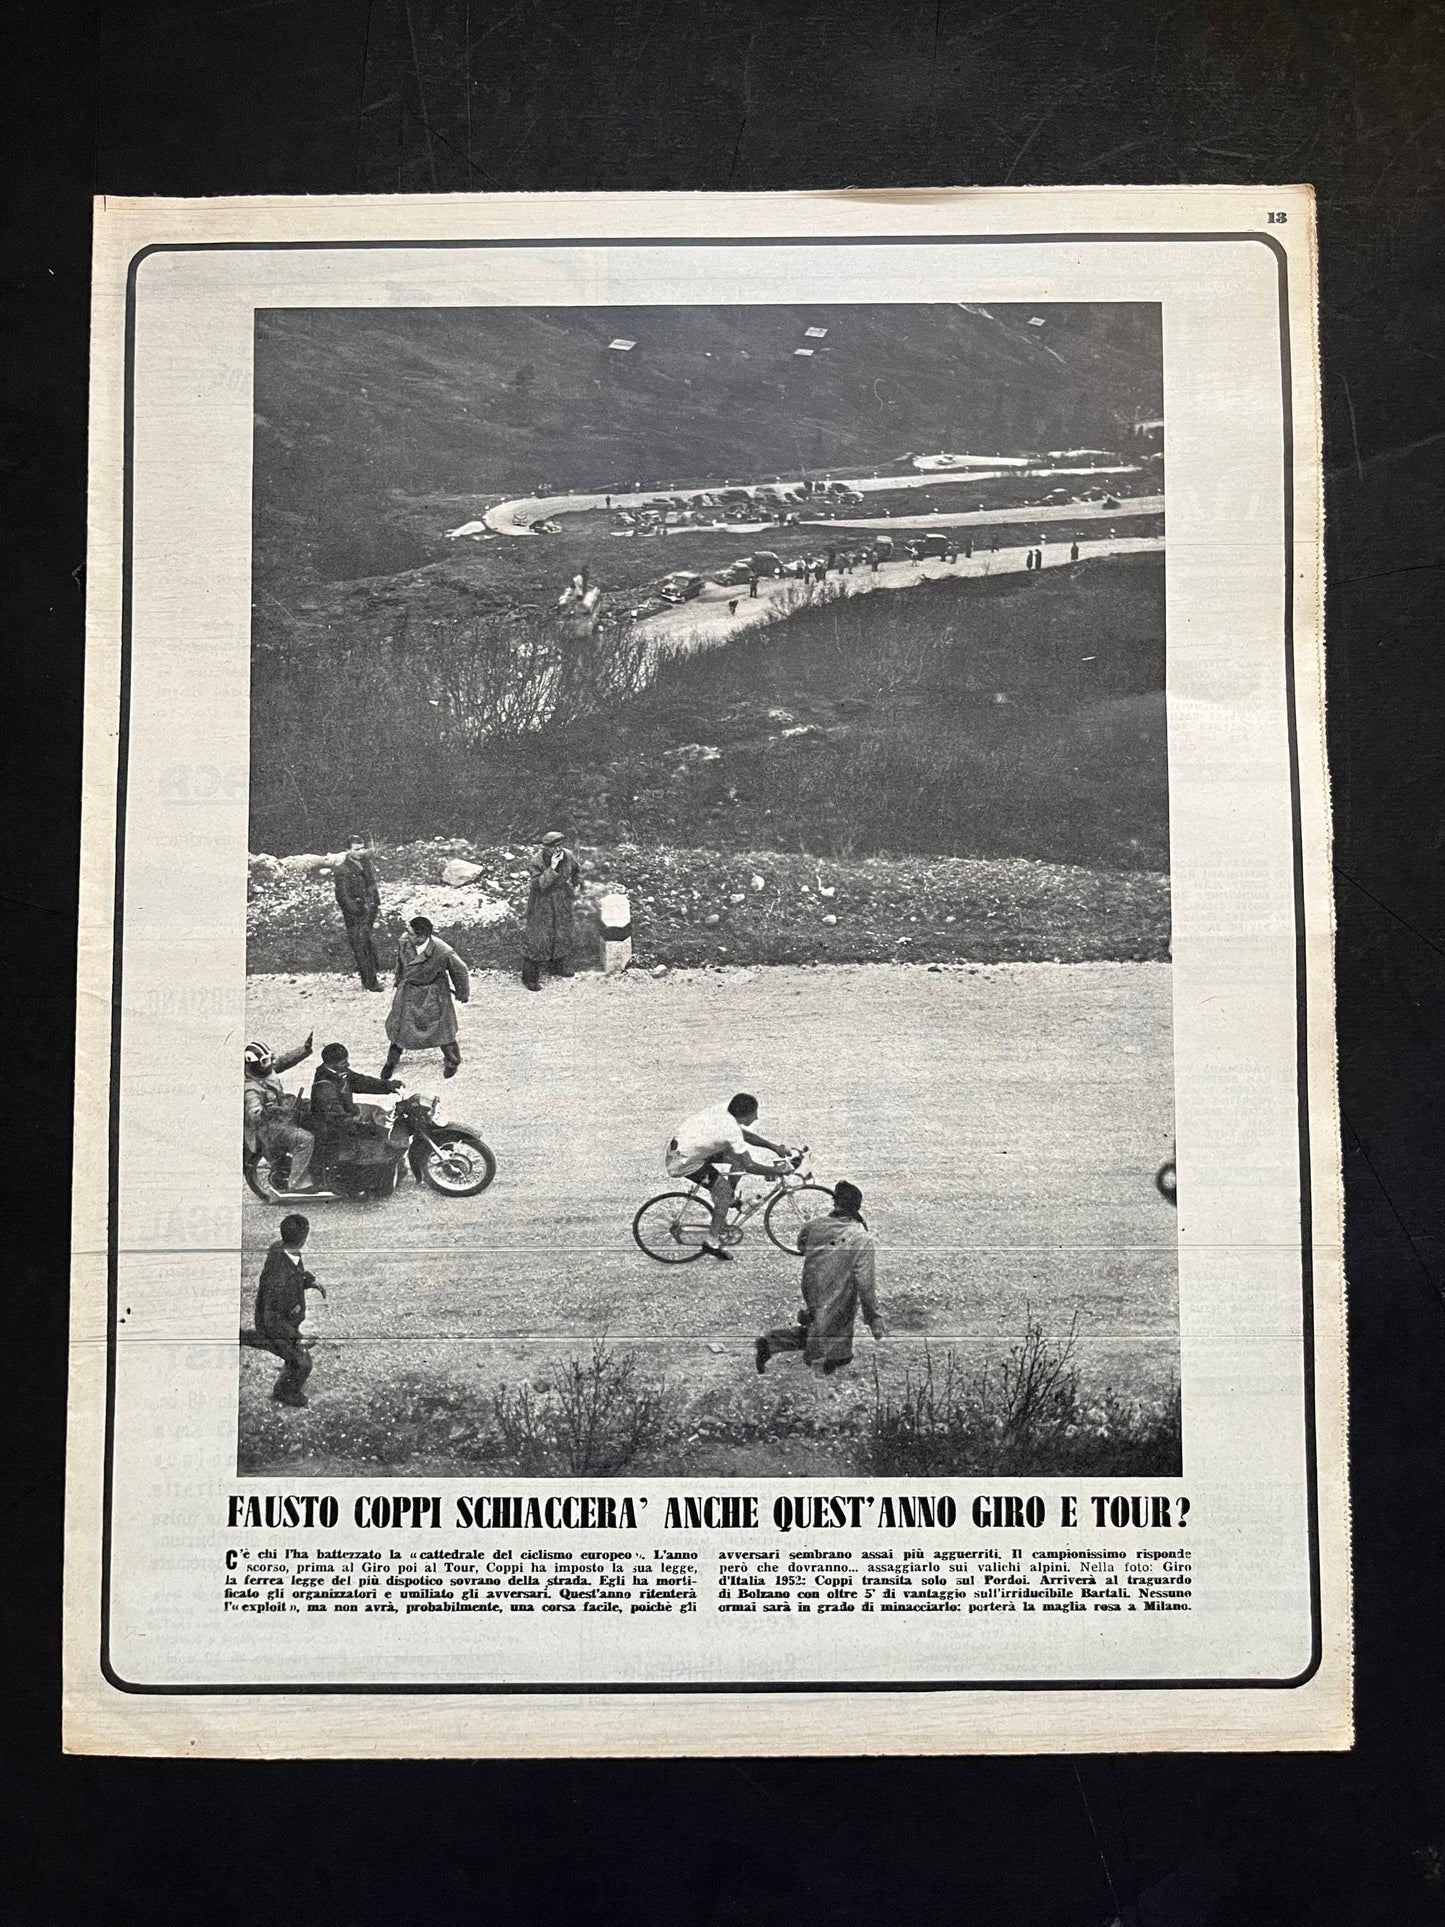 13
FAUSTO COPPI SCHIACCERA' ANCHE QUEST'ANNO GIRO E TOUR?
C'è chi l'ha battezzato la «cattedrale del ciclismo europeo». L'anno
scorso, prima al Giro poi al Tour, Coppi ha imposto la sua legge,
la ferrea legge del più dispotico sovrano della strada. Egli ha morti-
ficato gli organizzatori e umiliato gli avversari. Quest'anno ritenterà
l'«exploit», ma non avrà, probabilmente, una corsa facile, poichè gli
avversari sembrano assai più agguerriti. Il campionissimo risponde
però che dovranno... assaggiarlo sui valichi alpini. Nella foto: Giro
d'Italia 1952: Coppi transita solo sul Pordoi. Arriverà al traguardo
di Bolzano con oltre 5' di vantaggio sull'irriducibile Bartali. Nessuno
ormai sarà in grado di minacciarlo: porterà la maglia rosa a Milano.